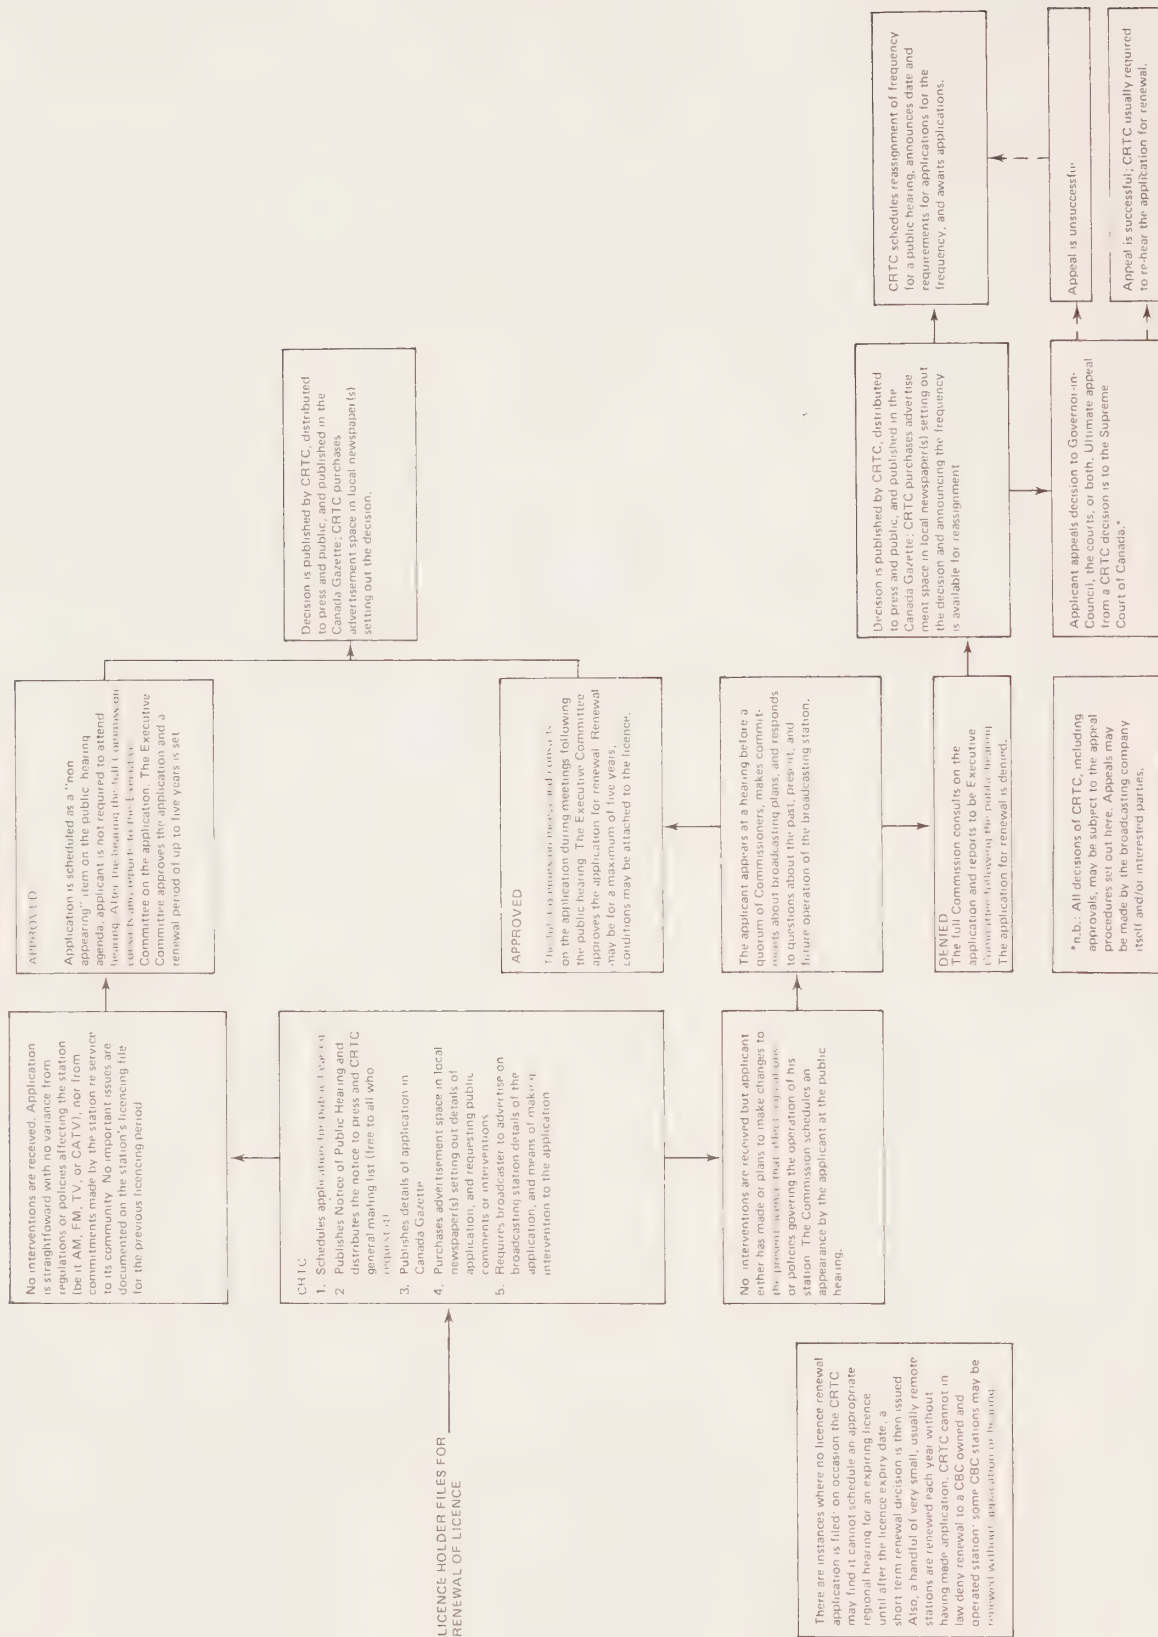 LICENCE HOLDER FILES FOR
RENEWAL OF LICENCE
There are instances where no licence renewal
application is filed: on occasion the CRTC
may find it cannot schedule an appropriate
regional hearing for an expiring licence
until after the licence expiry date, a
short term renewal decision is then issued
Also, a handful of very small, usually remote
stations are renewed each year without
having made application. CRTC cannot in
law deny renewal to a CBC owned and
operated station: some CBC stations may be
renewed without application or hearing
No interventions are received. Application
is straightfoward with no variance from
regulations or policies affecting the station
(be it AM, FM, TV, or CATV), nor from
commitments made by the station re service
to its community No important issues are
documented on the station's licencing file
for the previous licencing period
CRTC
1. Schedules application for Public Hearing
2 Publishes Notice of Public Hearing and
distributes the notice to press and CRTC
general mailing list (free to all who
request it)
3. Publishes details of application in
Canada Gazette
4. Purchases advertisement space in local
newspaper(s) setting out details of
application, and requesting public
comments or interventions
5. Requires broadcaster to advertise on
broadcasting station details of the
application, and means of making
intervention to the application
No interventions are received but applicant
either has made or plans to make changes to
the present licence that affect regulations
or policies governing the operation of his
station The Commission schedules an
appearance by the applicant at the public
hearing.
APPROVED
Application is scheduled as a "non
appearing" item on the public hearing
agenda, applicant is not required to attend
hearing. After the hearing the full Commission
consults and reports to the Executive
Committee on the application. The Executive
Committee approves the application and a
renewal period of up to five years is set
APPROVED
The full Commission meets and consults
on the application during meetings following
the public hearing The Executive Committee
approves the application for renewal Renewal
may be for a maximum of five years,
conditions may be attached to the licence.
The applicant appears at a hearing before a
quorum of Commissioners, makes commit-
ments about broadcasting plans, and responds
to questions about the past, present, and
future operation of the broadcasting station.
DENIED
The full Commission consults on the
application and reports to be Executive
Committee following the public hearing
The application for renewal is denied.
*n.b.: All decisions of CRTC, including
approvals, may be subject to the appeal
procedures set out here. Appeals may
be made by the broadcasting company
itself and/or interested parties.
Decision is published by CRTC, distributed
to press and public, and published in the
Canada Gazette; CRTC purchases
advertisement space in local newspaper(s)
setting out the decision.
Decision is published by CRTC, distributed
to press and public, and published in the
Canada Gazette; CRTC purchases advertise
ment space in local newspaper(s) setting out
the decision and announcing the frequency
is available for reassignment
Applicant appeals decision to Governor-in-
Council, the courts, or both. Ultimate appeal
from a CRTC decision is to the Supreme
Court of Canada.*
CRTC schedules reassignment of frequency
for a public hearing, announces date and
requirements for applications for the
frequency, and awaits applications.
Appeal is unsuccessful
Appeal is successful; CRTC usually required
to re-hear the application for renewal.